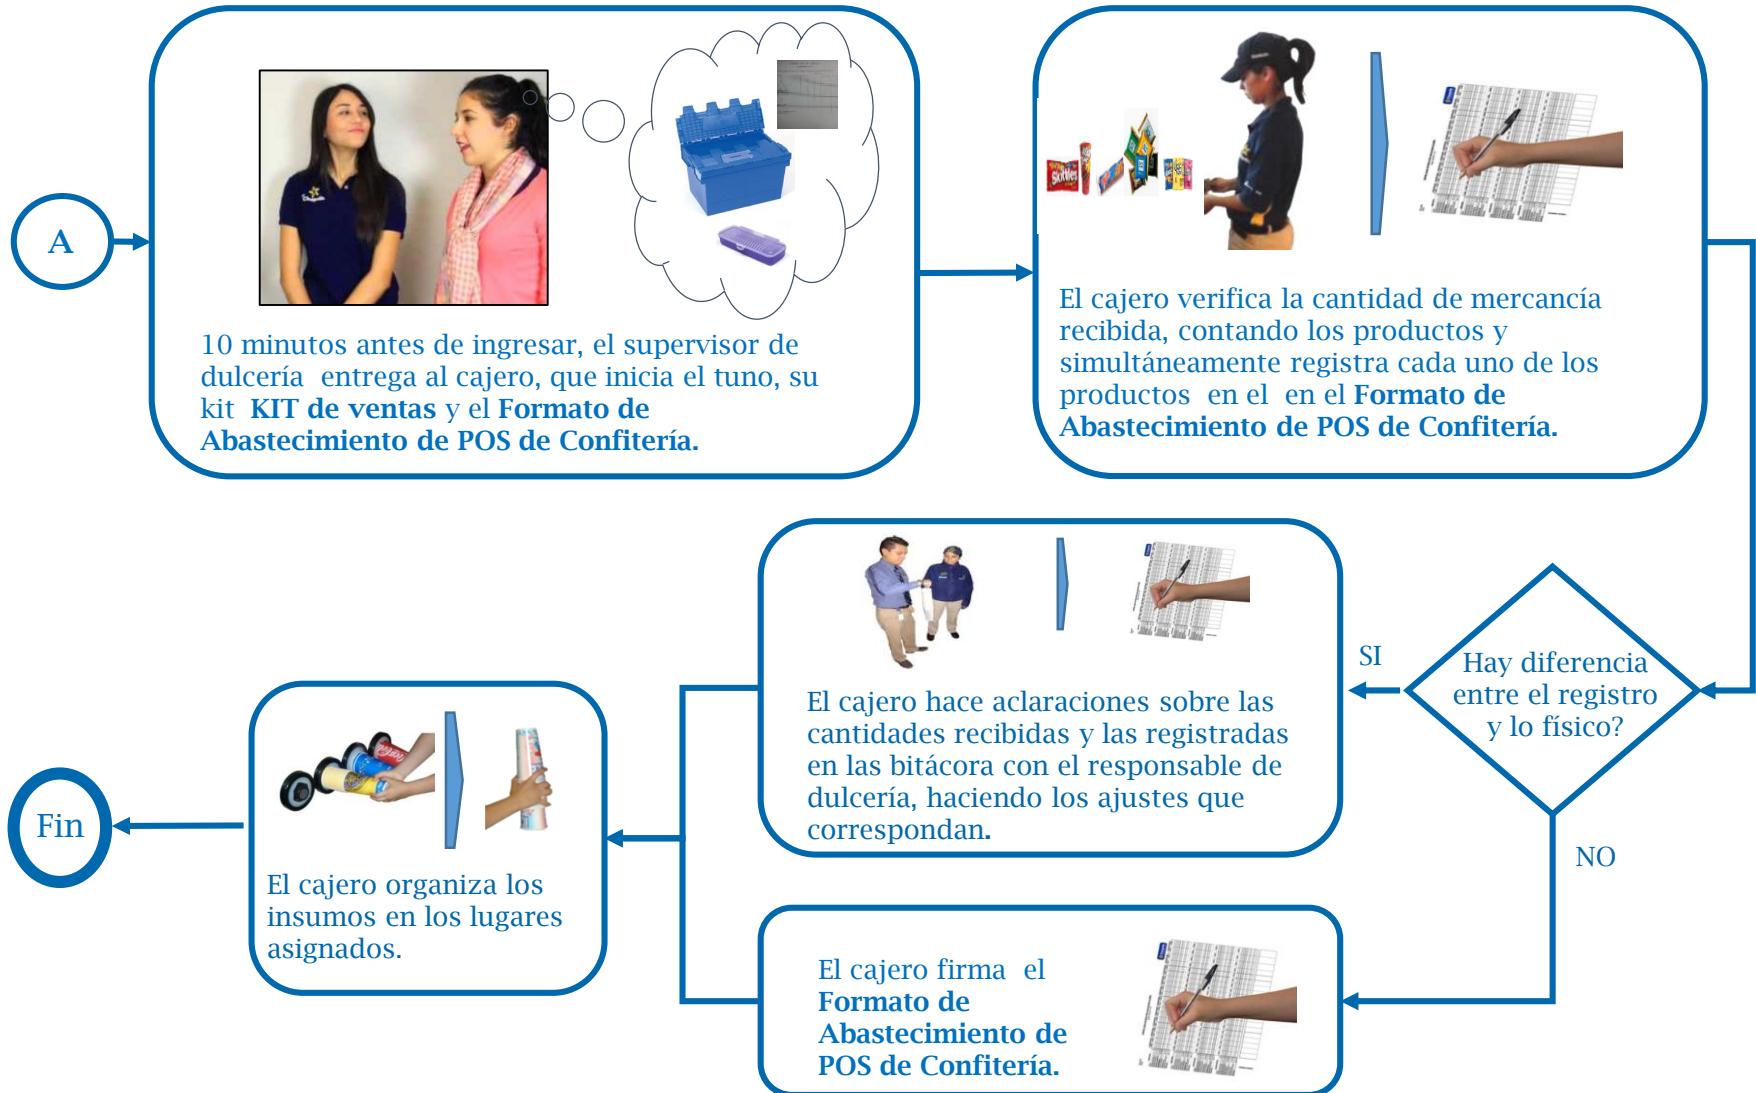 A
10 minutos antes de ingresar, el supervisor de
dulcería entrega al cajero, que inicia el tuno, su
kit KIT de ventas y el Formato de
Abastecimiento de POS de Confitería.
Skittles
El cajero verifica la cantidad de mercancía
recibida, contando los productos y
simultáneamente registra cada uno de los
productos en el en el Formato de
Abastecimiento de POS de Confitería.
Hay diferencia
entre el registro
y lo físico?
SI
NO
El cajero hace aclaraciones sobre las
cantidades recibidas y las registradas
en las bitácora con el responsable de
dulcería, haciendo los ajustes que
correspondan.
El cajero firma el
Formato de
Abastecimiento de
POS de Confitería.
El cajero organiza los
insumos en los lugares
asignados.
Fin